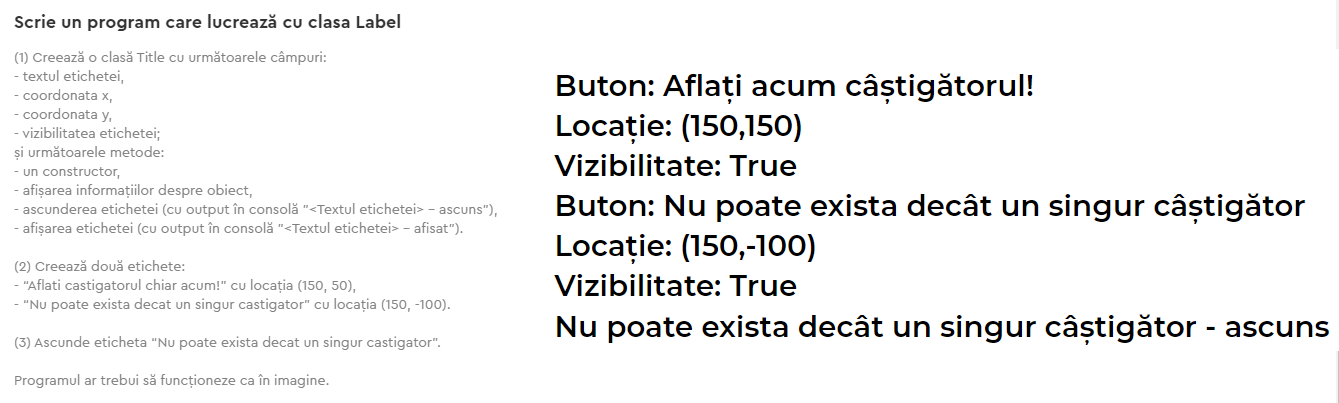 Scrie un program care lucrează cu clasa Label
(1) Creează o clasă Title cu următoarele câmpuri:
- textul etichetei,
- coordonata x,
- coordonata y,
- vizibilitatea etichetei;
și următoarele metode:
- un constructor,
- afișarea informațiilor despre obiect,
- ascunderea etichetei (cu output în consolă "<Textul etichetei> – ascuns"),
- afișarea etichetei (cu output în consolă "<Textul etichetei> – afisat").
(2) Creează două etichete:
- “Aflati castigatorul chiar acum!” cu locația (150, 50),
- “Nu poate exista decat un singur castigator” cu locația (150, -100).
(3) Ascunde eticheta “Nu poate exista decat un singur castigator”.
Programul ar trebui să funcționeze ca în imagine.
Buton: Aflați acum câștigătorul!
Locație: (150,150)
Vizibilitate: True
Buton: Nu poate exista decât un singur câștigător
Locație: (150,-100)
Vizibilitate: True
Nu poate exista decât un singur câștigător - ascuns